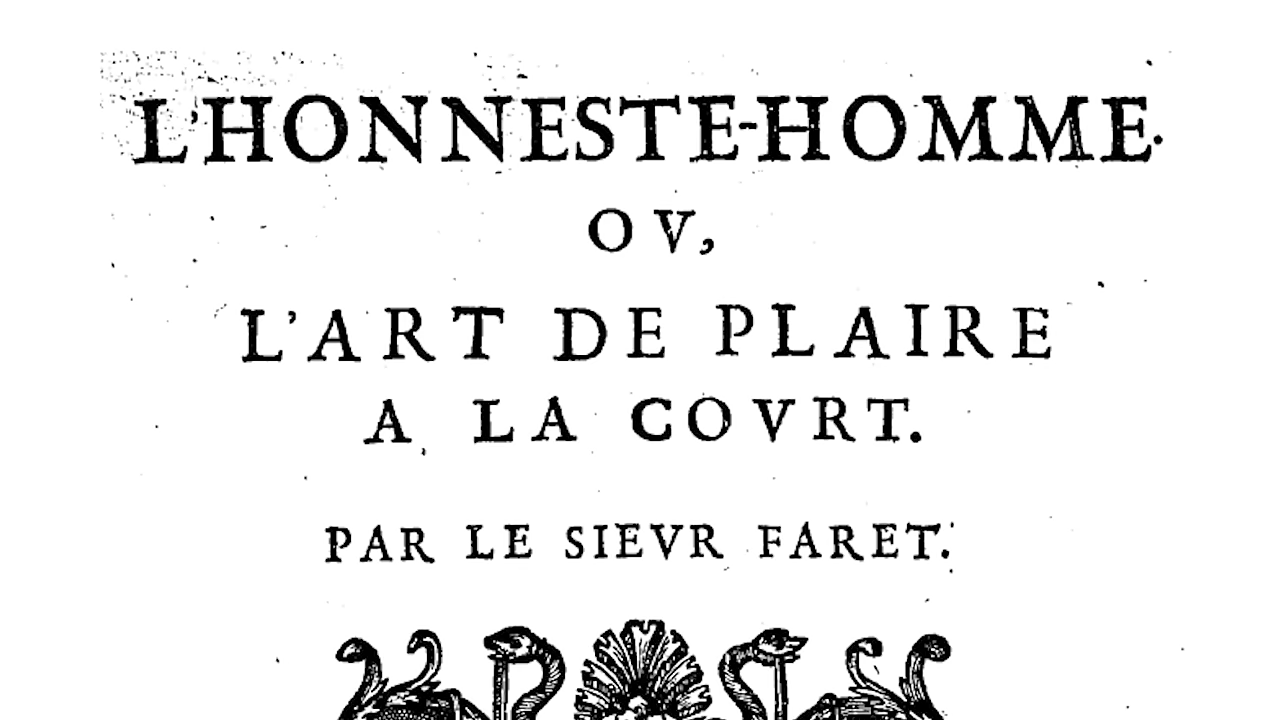 L'HONNESTE-HOMME.
OV,
L'ART DE PLAIRE
A LA COVRT.
PAR LE SIEVR FARET.